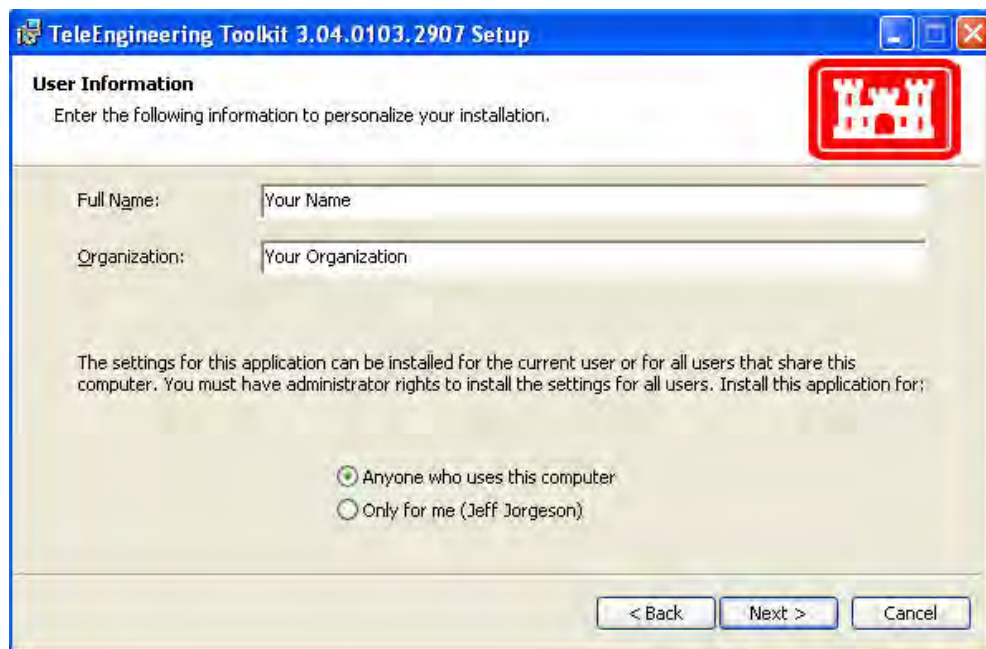 TeleEngineering Toolkit 3.04.0103.2907 Setup
User Information
Enter the following information to personalize your installation.
Full Name:
Your Name
Organization:
Your Organization
The settings for this application can be installed for the current user or for all users that share this
computer. You must have administrator rights to install the settings for all users. Install this application for:
Anyone who uses this computer
Only for me (Jeff Jorgeson)
< Back
Next >
Cancel